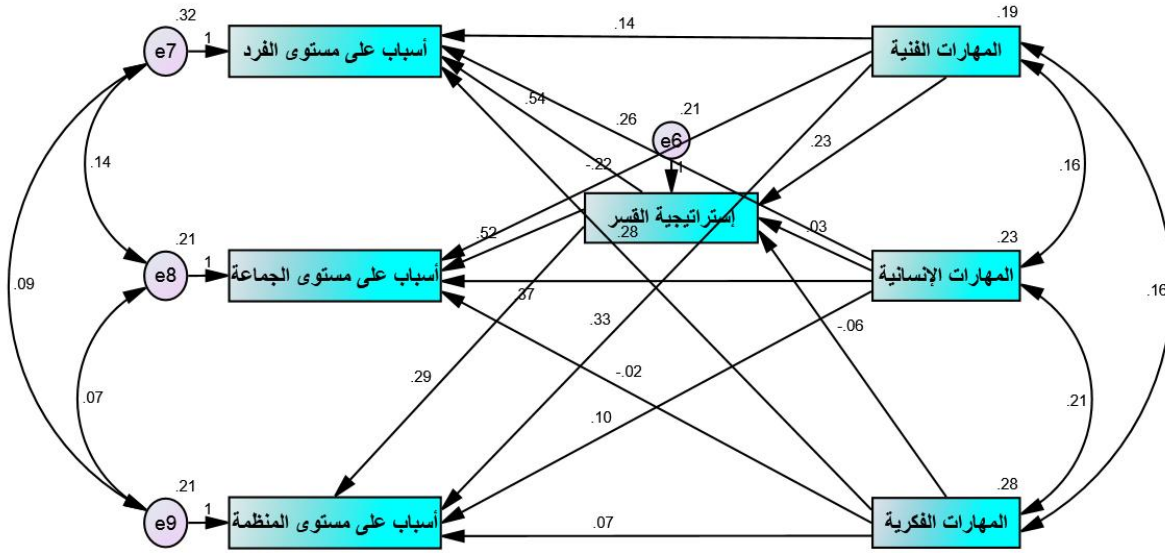 .32 .19
e7 1 أسباب على مستوى الفرد .14 المهارات الفنية
.54 .26 .21
e6
.14 -.22 1 .23 .16
إستراتيجية القسر
.21 .52 .28 .03 .23
e8 1 أسباب على مستوى الجماعة المهارات الإنسانية
.09 .37 .16
.33 -.06
.29 -.02
.07 .10 .21
.21 .28
e9 1 أسباب على مستوى المنظمة .07 المهارات الفكرية